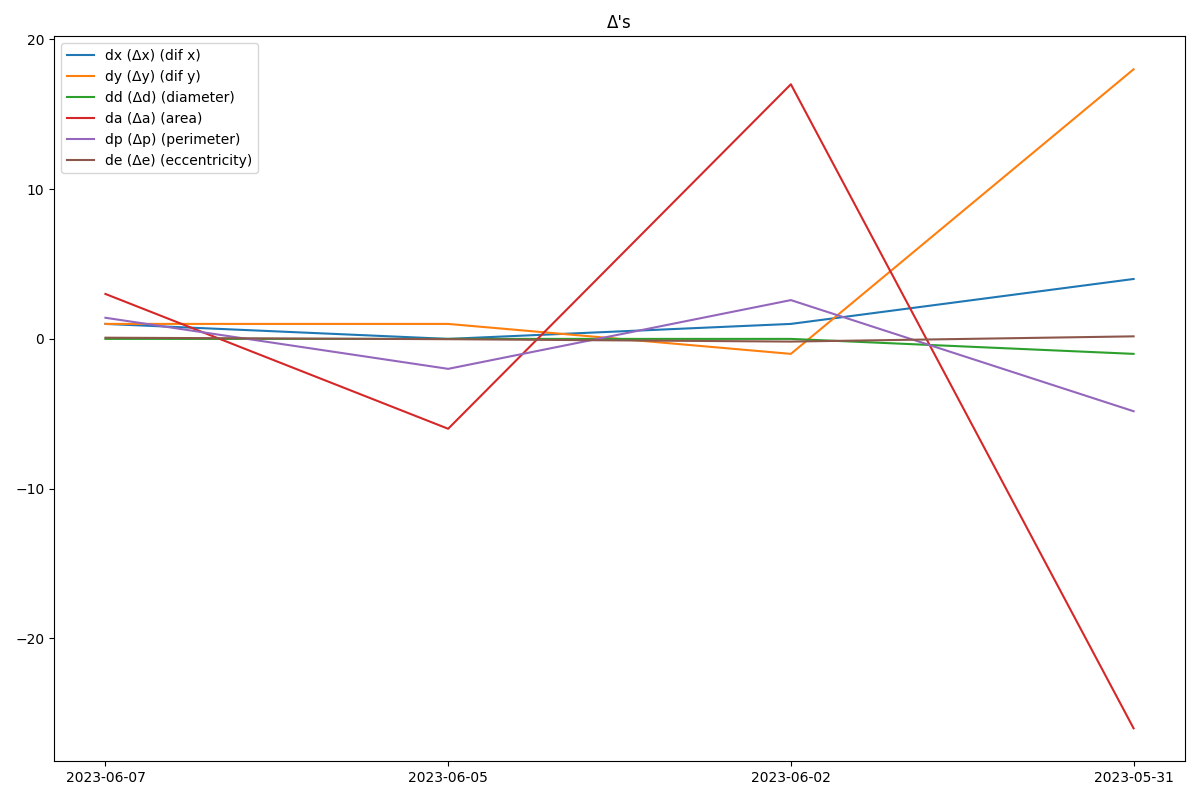 Δ's
dx (Δx) (dif x)
dy (Δy) (dif y)
dd (Δd) (diameter)
da (Δa) (area)
dp (Δp) (perimeter)
de (Δe) (eccentricity)
20
10
0
−10
−20
2023-06-07 2023-06-05 2023-06-02 2023-05-31